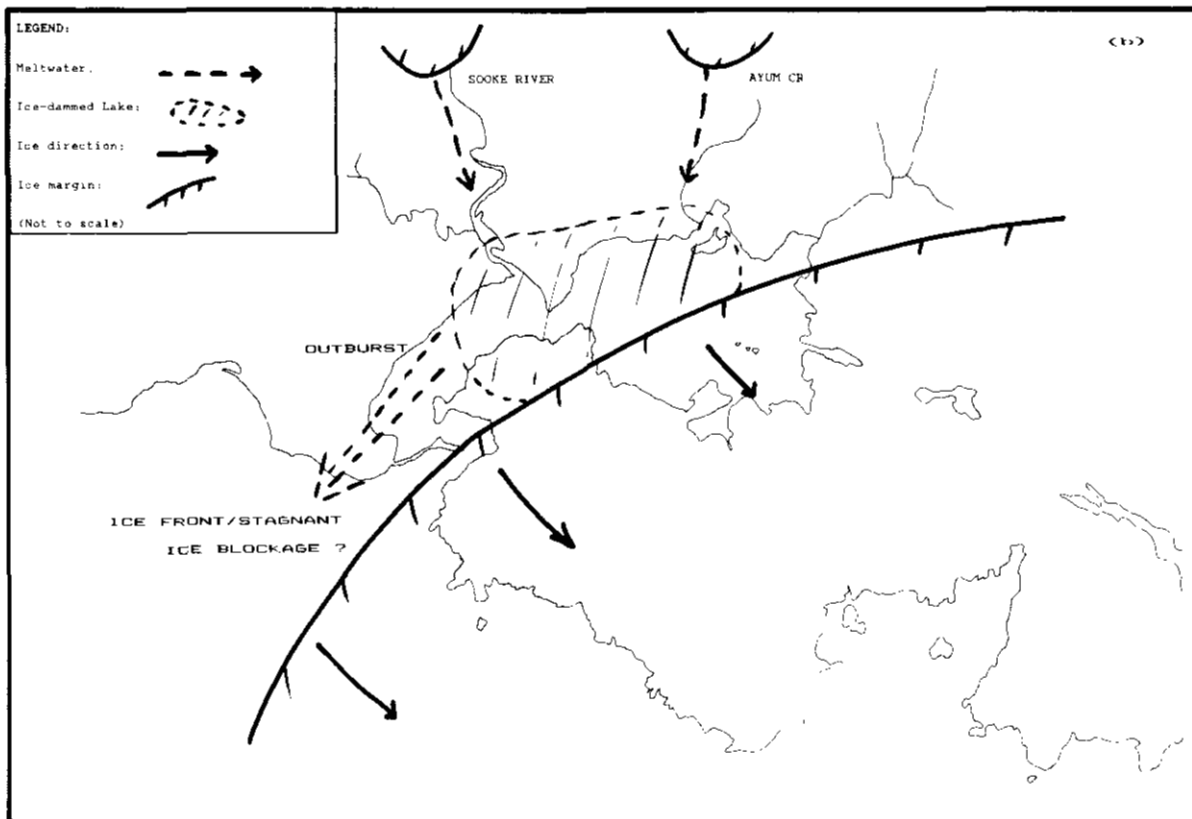 LEGEND:
Meltwater.
Ice-dammed Lake:
Ice direction:
Ice margin:
(Not to scale)
SOOKE RIVER
AYUM CR
(b)
OUTBURST
ICE FRONT/STAGNANT
ICE BLOCKAGE ?